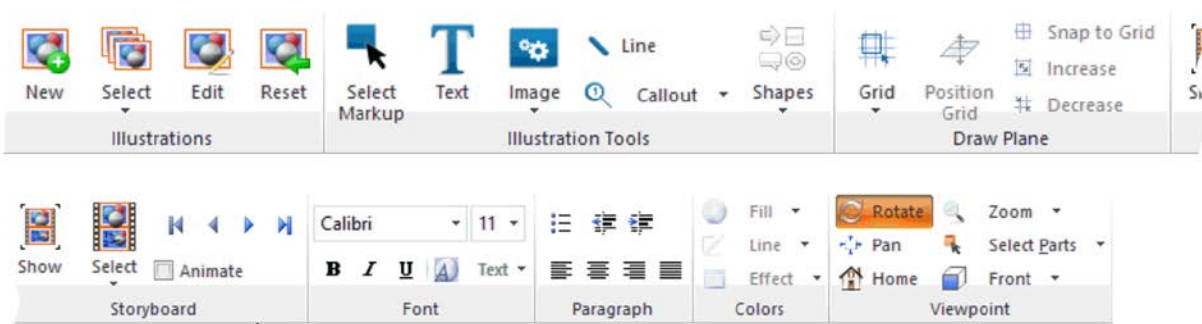 Snap to Grid
Line
Increase
New Select Edit Reset Select Markup Text Image Callout Shapes Grid Position Grid Decrease
Illustrations Illustration Tools Draw Plane
Calibri 11 Fill Rotate Zoom
Line Pan Select Parts
Show Select Animate B I U A Text Effect Home Front
Storyboard Font Paragraph Colors Viewpoint